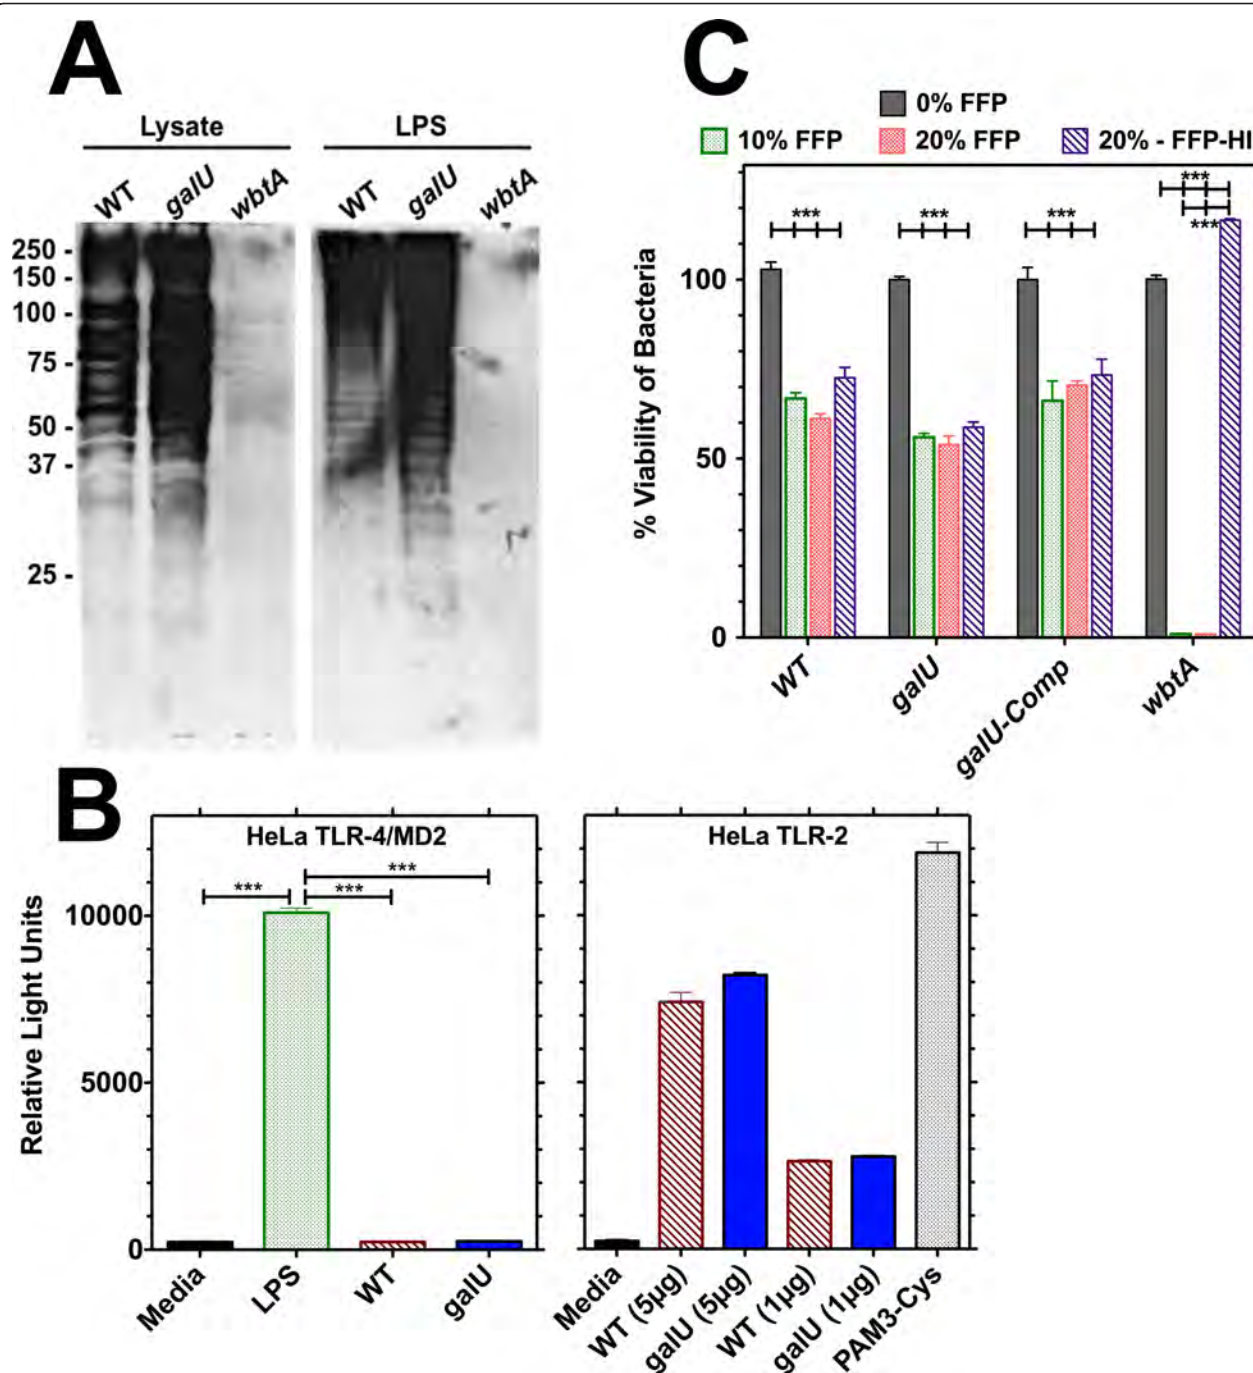 A
Lysate LPS
WT galU wbtA WT galU wbtA
250 -
150 -
100 -
75 -
50 -
37 -
25 -
C
0% FFP
10% FFP 20% FFP 20% - FFP-HI
% Viability of Bacteria
100
50
0
***
***
***
***
***
WT galU galU-Comp wbtA
B
HeLa TLR-4/MD2
Relative Light Units
10000
5000
0
***
***
***
Media LPS WT galU
HeLa TLR-2
Media WT (5µg) galU (5µg) WT (1µg) galU (1µg) PAM3-Cys